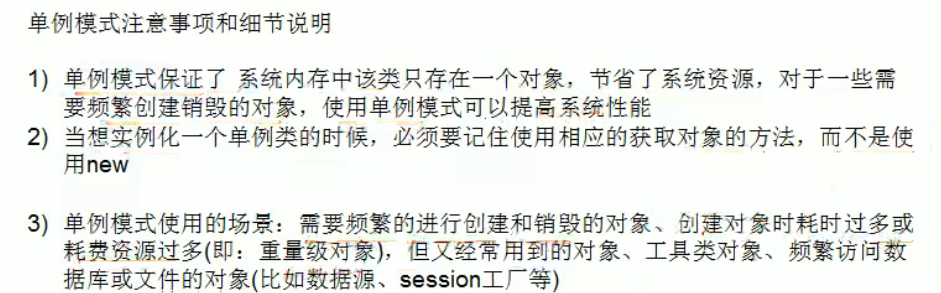 单例模式注意事项和细节说明
1) 单例模式保证了 系统内存中该类只存在一个对象，节省了系统资源，对于一些需
要频繁创建销毁的对象，使用单例模式可以提高系统性能
2) 当想实例化一个单例类的时候，必须要记住使用相应的获取对象的方法，而不是使
用new
3) 单例模式使用的场景：需要频繁的进行创建和销毁的对象、创建对象时耗时过多或
耗费资源过多(即：重量级对象)，但又经常用到的对象、工具类对象、频繁访问数
据库或文件的对象(比如数据源、session工厂等)